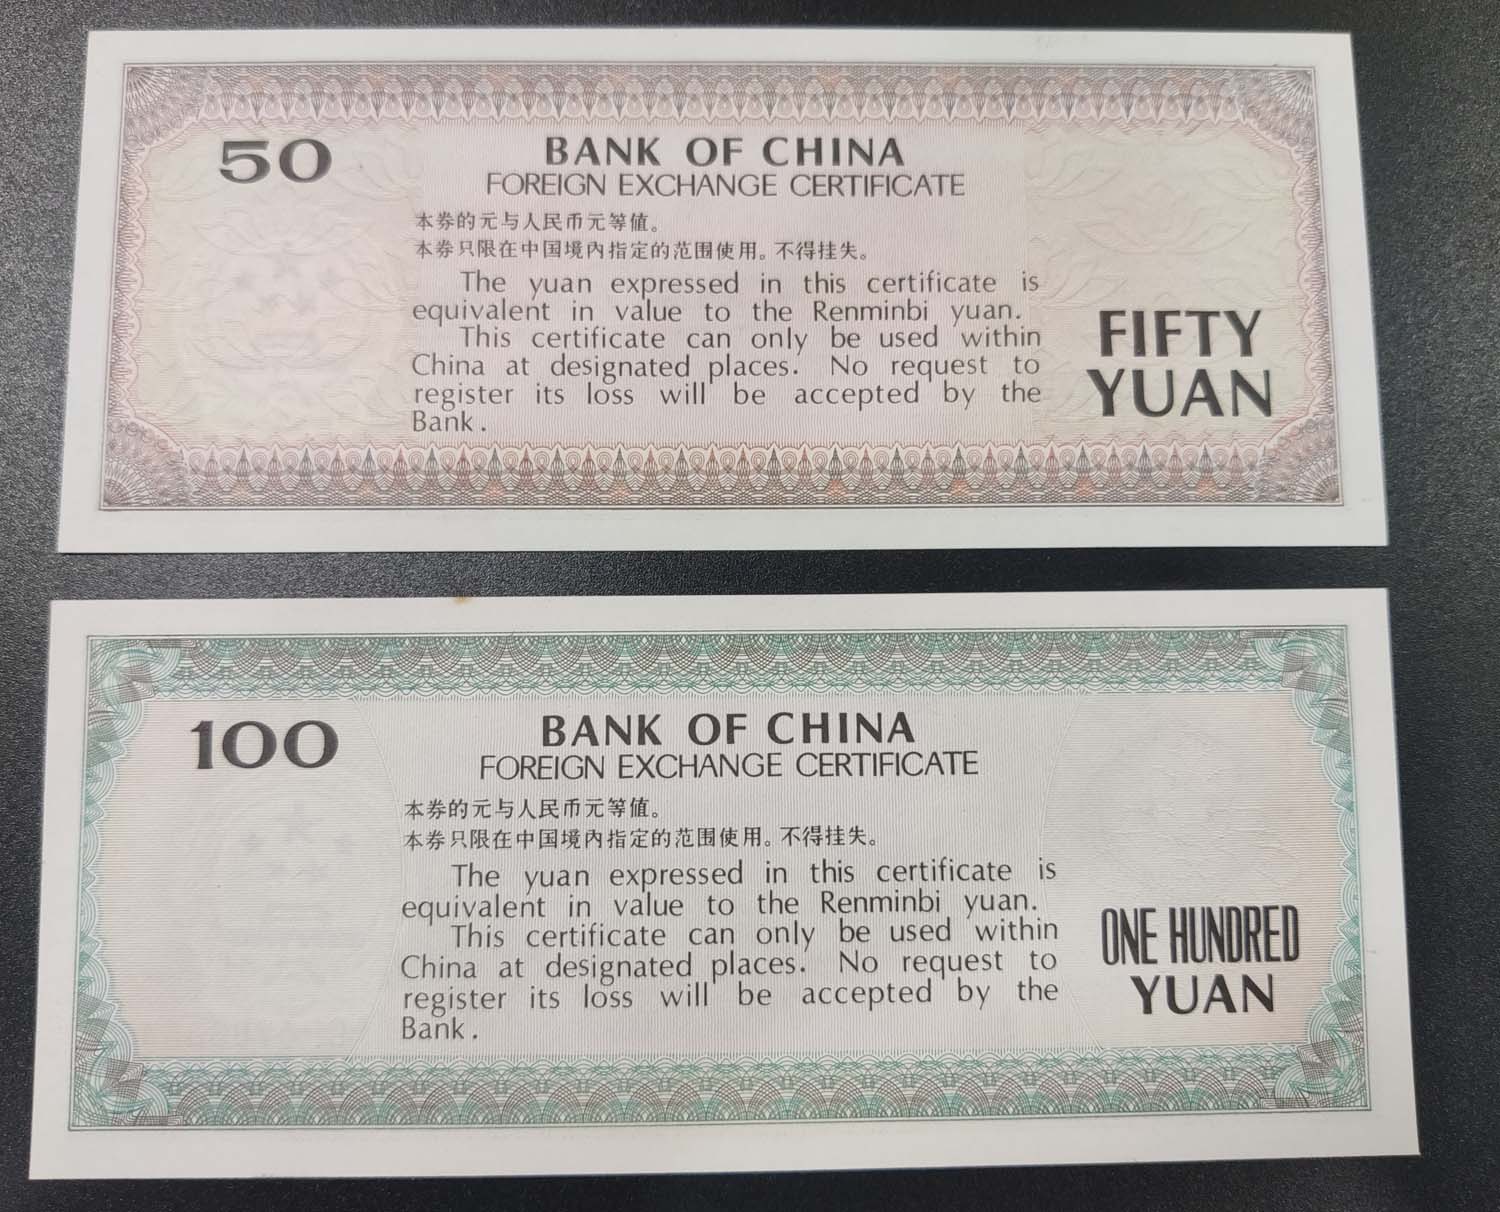 50
BANK OF CHINA
FOREIGN EXCHANGE CERTIFICATE
本券的元与人民币元等值。
本券只限在中国境内指定的范围使用。不得挂失。
The yuan expressed in this certificate is
equivalent in value to the Renminbi yuan.
This certificate can only be used within
China at designated places. No request to
register its loss will be accepted by the
Bank.
FIFTY
YUAN
100
BANK OF CHINA
FOREIGN EXCHANGE CERTIFICATE
本券的元与人民币元等值。
本券只限在中国境内指定的范围使用。不得挂失。
The yuan expressed in this certificate is
equivalent in value to the Renminbi yuan.
This certificate can only be used within
China at designated places. No request to
register its loss will be accepted by the
Bank.
ONE HUNDRED
YUAN